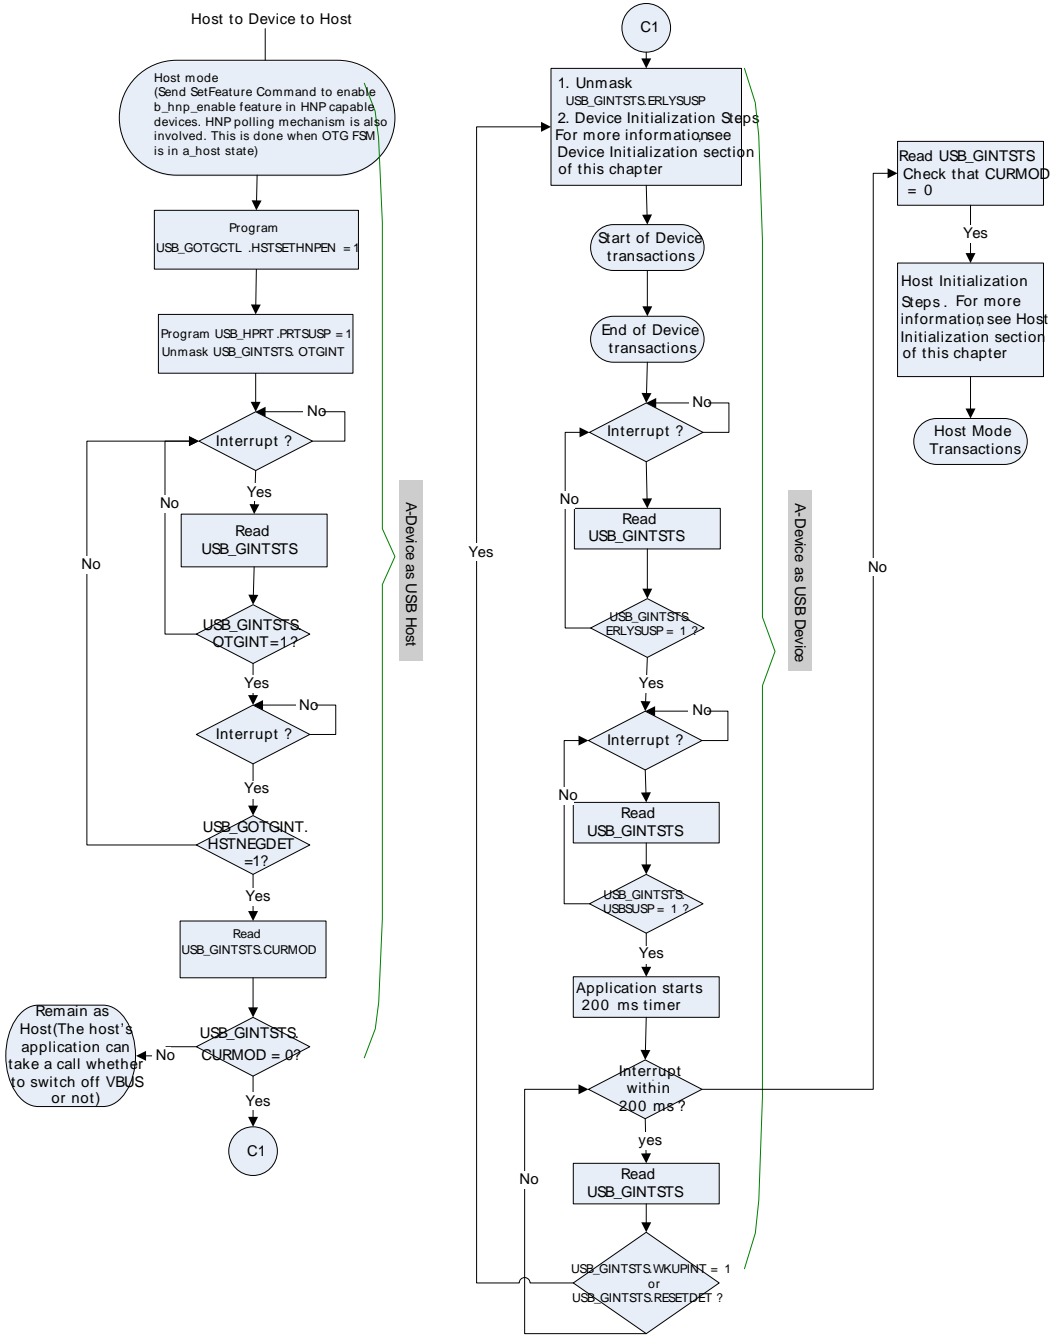 Host to Device to Host
Host mode
(Send SetFeature Command to enable
b_hnp_enable feature in HNP capable
devices. HNP polling mechanism is also
involved. This is done when OTG FSM
is in a_host state)
Program
USB_GOTGCTL .HSTSETHNPEN = 1
Program USB_HPRT .PRTSUSP = 1
Unmask USB_GINTSTS. OTGINT
No
Interrupt ?
Yes
No
Read
USB_GINTSTS
No
USB_GINTSTS.
OTGINT=1?
Yes
No
Interrupt ?
Yes
USB_GOTGINT.
HSTNEGDET
=1?
Yes
Read
USB_GINTSTS.CURMOD
USB_GINTSTS.
CURMOD = 0?
No
Remain as
Host(The host's
application can
take a call whether
to switch off VBUS
or not)
Yes
C1
A-Device as USB Host
C1
1. Unmask
USB_GINTSTS.ERLYSUSP
2. Device Initialization Steps
For more information, see
Device Initialization section
of this chapter.
Start of Device
transactions
End of Device
transactions
No
Interrupt ?
No
Read
USB_GINTSTS
Yes
USB_GINTSTS.
ERLYSUSP = 1 ?
Yes
No
Interrupt ?
No
Read
USB_GINTSTS
USB_GINTSTS.
USBSUSP = 1 ?
Yes
Application starts
200 ms timer
Interrupt
within
200 ms ?
yes
No
Read
USB_GINTSTS
USB_GINTSTS.WKUPINT = 1
or
USB_GINTSTS.RESETDET ?
A-Device as USB Device
No
Read USB_GINTSTS
Check that CURMOD
= 0
Yes
Host Initialization
Steps. For more
information, see Host
Initialization section
of this chapter
Host Mode
Transactions